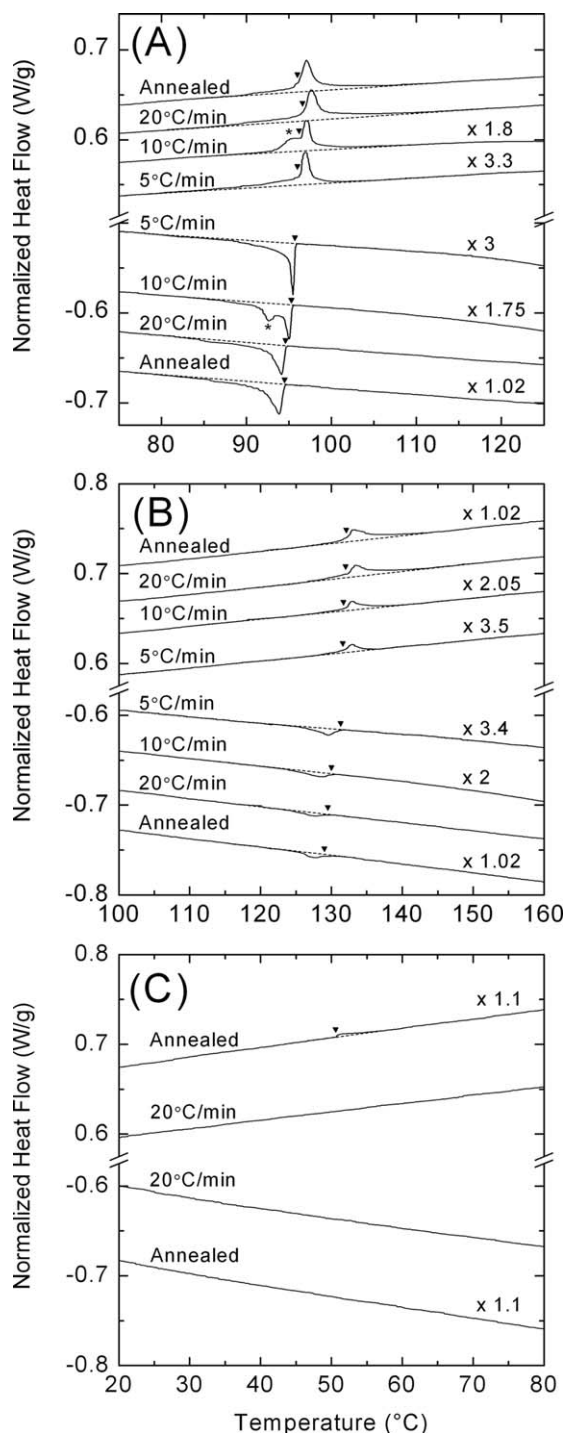 (A)
Normalized Heat Flow (W/g)
0.7
0.6
-0.6
-0.7
Annealed
20°C/min
*
10°C/min
x 1.8
5°C/min
x 3.3
5°C/min
x 3
10°C/min
*
x 1.75
20°C/min
Annealed
x 1.02
80 90 100 110 120
(B)
Normalized Heat Flow (W/g)
0.8
0.7
0.6
-0.6
-0.7
-0.8
x 1.02
Annealed
20°C/min
x 2.05
10°C/min
x 3.5
5°C/min
5°C/min
x 3.4
10°C/min
x 2
20°C/min
Annealed
x 1.02
100 110 120 130 140 150 160
(C)
Normalized Heat Flow (W/g)
0.8
0.7
0.6
-0.6
-0.7
-0.8
x 1.1
Annealed
20°C/min
20°C/min
Annealed
x 1.1
20 30 40 50 60 70 80
Temperature (°C)